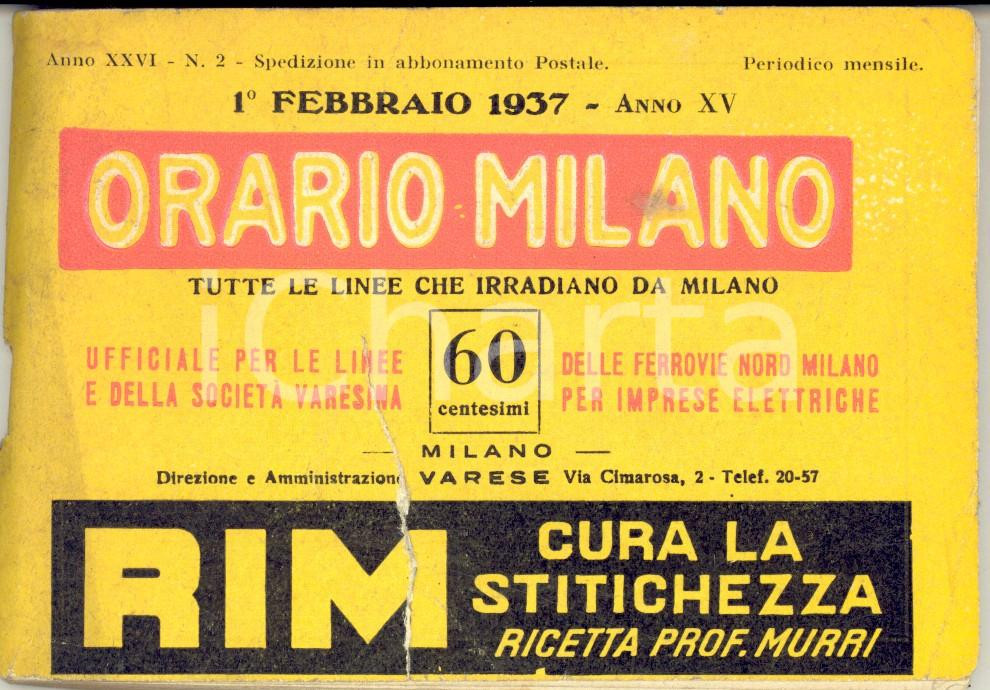 Anno XXVI - N. 2 - Spedizione in abbonamento Postale. Periodico mensile.
1° FEBBRAIO 1937 - ANNO XV
ORARIO MILANO
TUTTE LE LINEE CHE IRRADIANO DA MILANO
iCharta
UFFICIALE PER LE LINEE 60 DELLE FERROVIE NORD MILANO
E DELLA SOCIETÀ VARESINA centesimi PER IMPRESE ELETTRICHE
— MILANO —
Direzione e Amministrazione VARESE Via Cimarosa, 2 - Telef. 20-57
RIM
CURA LA
STITICHEZZA
RICETTA PROF. MURRI